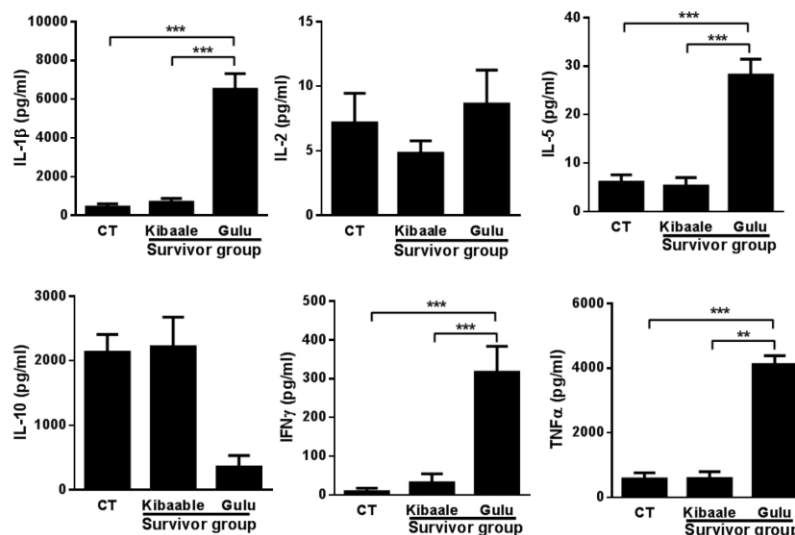 IL-1β (pg/ml)
10000
8000
6000
4000
2000
0
***
***
CT
Kibaale
Gulu
Survivor group
IL-2 (pg/ml)
15
10
5
0
CT
Kibaale
Gulu
Survivor group
IL-5 (pg/ml)
40
30
20
10
0
***
***
CT
Kibaale
Gulu
Survivor group
IL-10 (pg/ml)
3000
2000
1000
0
CT
Kibaable
Gulu
Survivor group
IFNγ (pg/ml)
500
400
300
200
100
0
***
***
CT
Kibaale
Gulu
Survivor group
TNFα (pg/ml)
6000
4000
2000
0
***
**
CT
Kibaale
Gulu
Survivor group